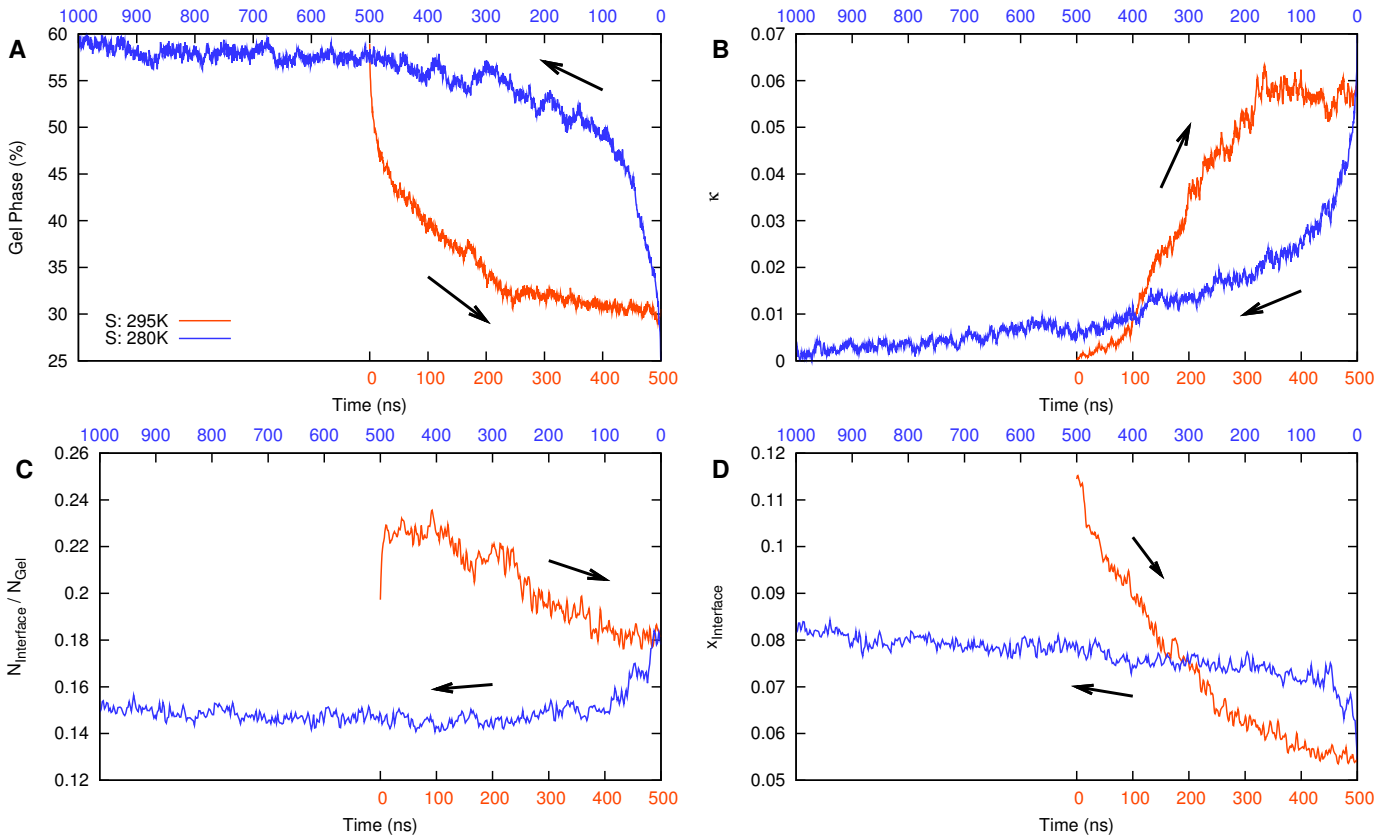 1000 900 800 700 600 500 400 300 200 100 0
A
60
55
50
45
40
35
30
25
Gel Phase (%)
S: 295K
S: 280K
0 100 200 300 400 500
Time (ns)
1000 900 800 700 600 500 400 300 200 100 0
B
0.07
0.06
0.05
0.04
0.03
0.02
0.01
0
κ
0 100 200 300 400 500
Time (ns)
1000 900 800 700 600 500 400 300 200 100 0
C
0.26
0.24
0.22
0.2
0.18
0.16
0.14
0.12
N_Interface / N_Gel
0 100 200 300 400 500
Time (ns)
1000 900 800 700 600 500 400 300 200 100 0
D
0.12
0.11
0.1
0.09
0.08
0.07
0.06
0.05
x_Interface
0 100 200 300 400 500
Time (ns)